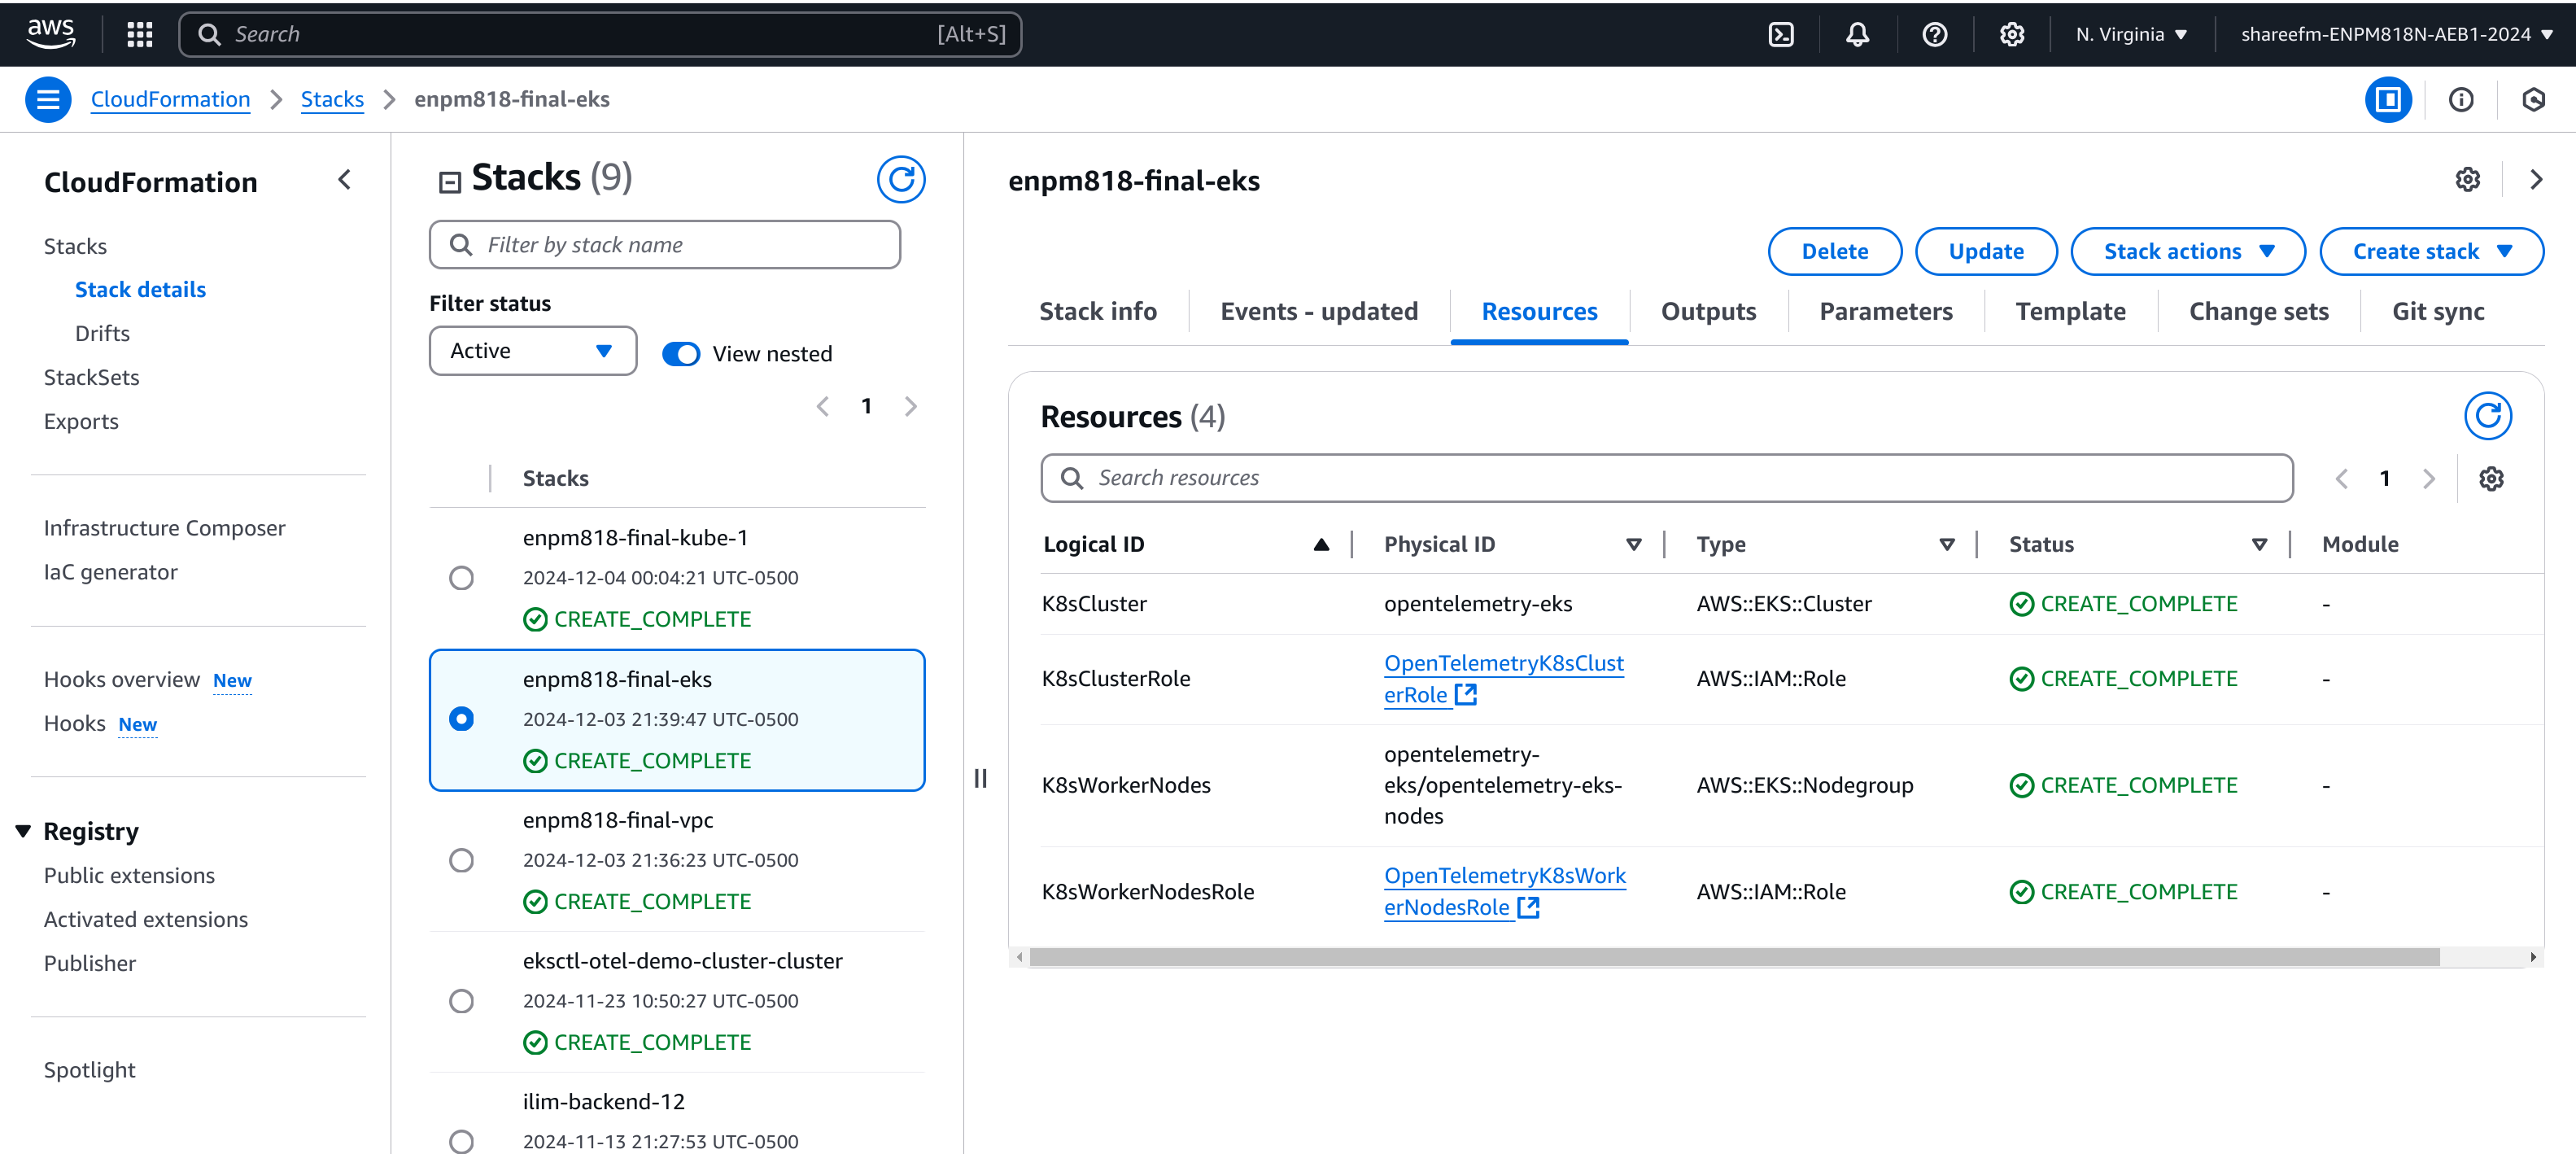 aws
Search
[Alt+S]
N. Virginia
shareefm-ENPM818N-AEB1-2024
CloudFormation
Stacks
enpm818-final-eks
CloudFormation
Stacks
Stack details
Drifts
StackSets
Exports
Infrastructure Composer
IaC generator
Hooks overview New
Hooks New
Registry
Public extensions
Activated extensions
Publisher
Spotlight
Stacks (9)
Filter by stack name
Filter status
Active
View nested
1
Stacks
enpm818-final-kube-1
2024-12-04 00:04:21 UTC-0500
CREATE_COMPLETE
enpm818-final-eks
2024-12-03 21:39:47 UTC-0500
CREATE_COMPLETE
enpm818-final-vpc
2024-12-03 21:36:23 UTC-0500
CREATE_COMPLETE
eksctl-otel-demo-cluster-cluster
2024-11-23 10:50:27 UTC-0500
CREATE_COMPLETE
ilim-backend-12
2024-11-13 21:27:53 UTC-0500
enpm818-final-eks
Delete
Update
Stack actions
Create stack
Stack info
Events - updated
Resources
Outputs
Parameters
Template
Change sets
Git sync
Resources (4)
Search resources
1
Logical ID
Physical ID
Type
Status
Module
K8sCluster
opentelemetry-eks
AWS::EKS::Cluster
CREATE_COMPLETE
-
K8sClusterRole
OpenTelemetryK8sClust
erRole
AWS::IAM::Role
CREATE_COMPLETE
-
K8sWorkerNodes
opentelemetry-
eks/opentelemetry-eks-
nodes
AWS::EKS::Nodegroup
CREATE_COMPLETE
-
K8sWorkerNodesRole
OpenTelemetryK8sWork
erNodesRole
AWS::IAM::Role
CREATE_COMPLETE
-